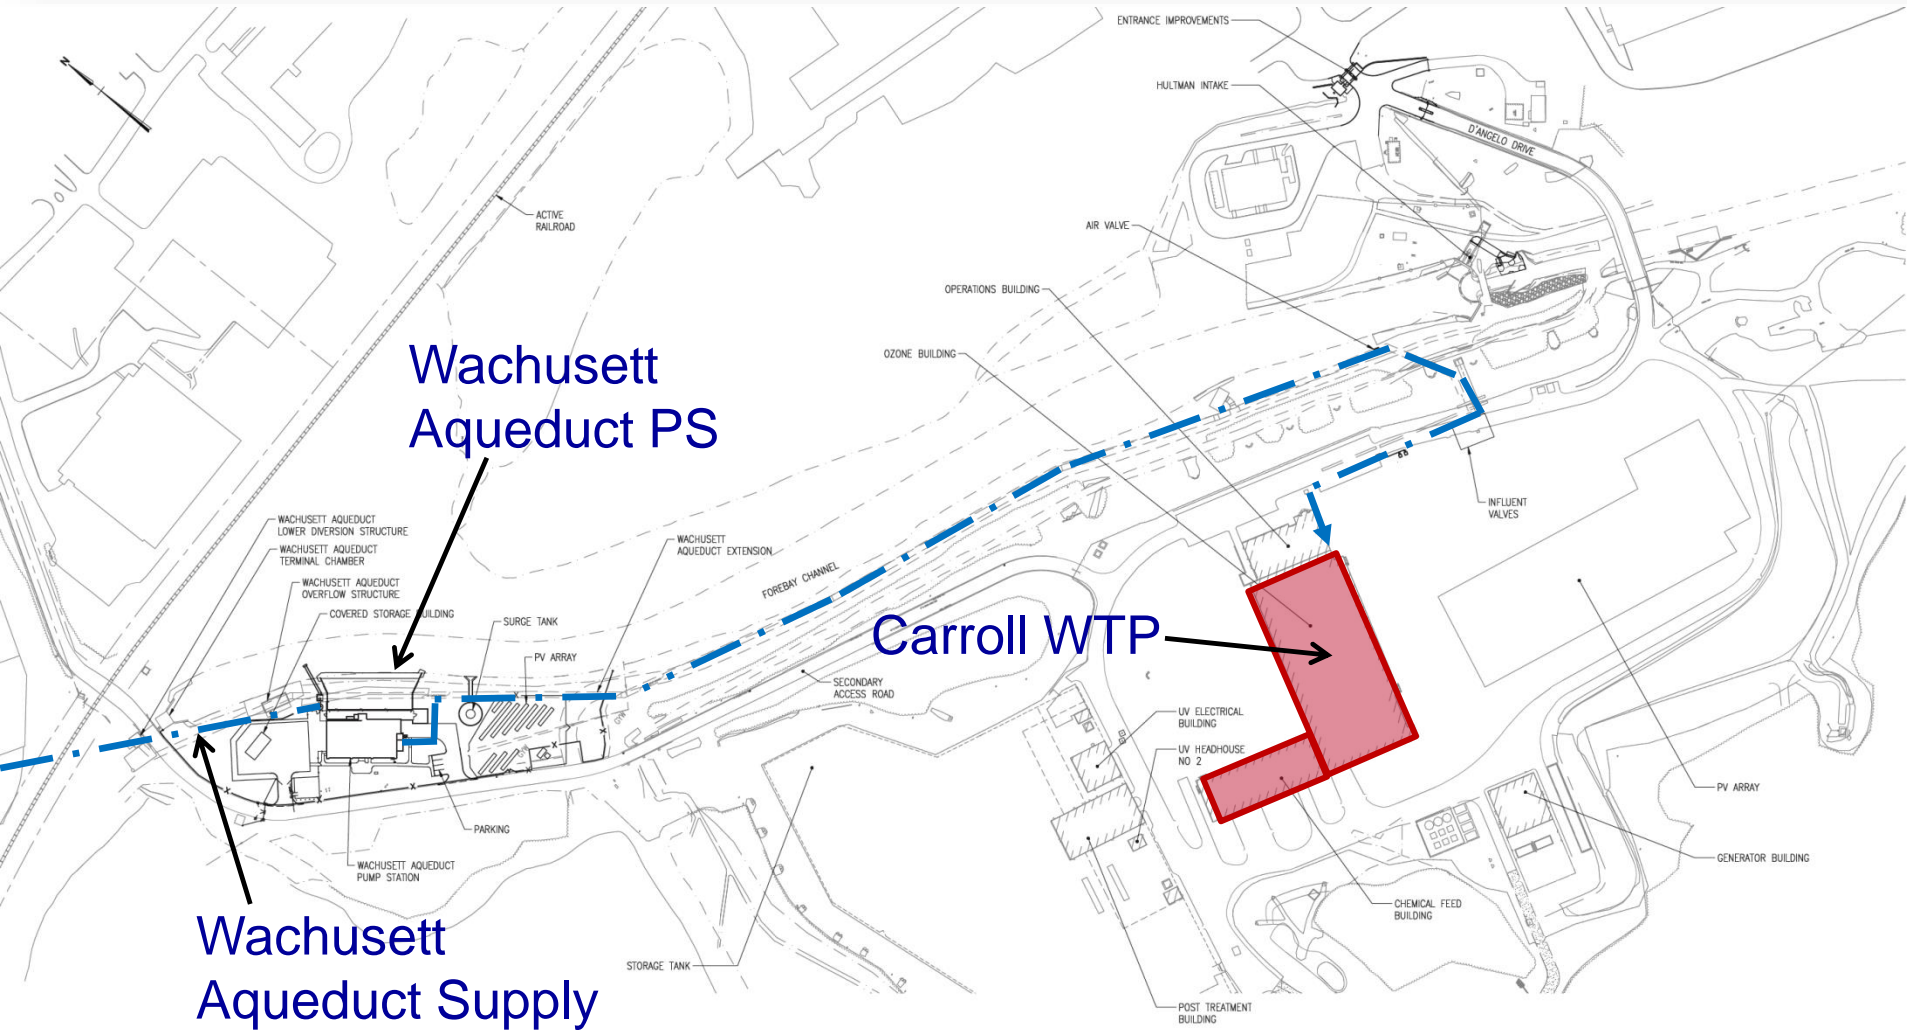 ENTRANCE IMPROVEMENTS
N
HULTMAN INTAKE
D'ANGELO DRIVE
ACTIVE
RAILROAD
AIR VALVE
OPERATIONS BUILDING
OZONE BUILDING
Wachusett
Aqueduct PS
INFLUENT
VALVES
WACHUSETT AQUEDUCT
LOWER DIVERSION STRUCTURE
WACHUSETT AQUEDUCT
TERMINAL CHAMBER
WACHUSETT AQUEDUCT
OVERFLOW STRUCTURE
COVERED STORAGE BUILDING
WACHUSETT
AQUEDUCT EXTENSION
FOREBAY CHANNEL
SURGE TANK
PV ARRAY
Carroll WTP
SECONDARY
ACCESS ROAD
UV ELECTRICAL
BUILDING
UV HEADHOUSE
NO 2
PV ARRAY
PARKING
WACHUSETT AQUEDUCT
PUMP STATION
GENERATOR BUILDING
CHEMICAL FEED
BUILDING
Wachusett
Aqueduct Supply
STORAGE TANK
POST TREATMENT
BUILDING